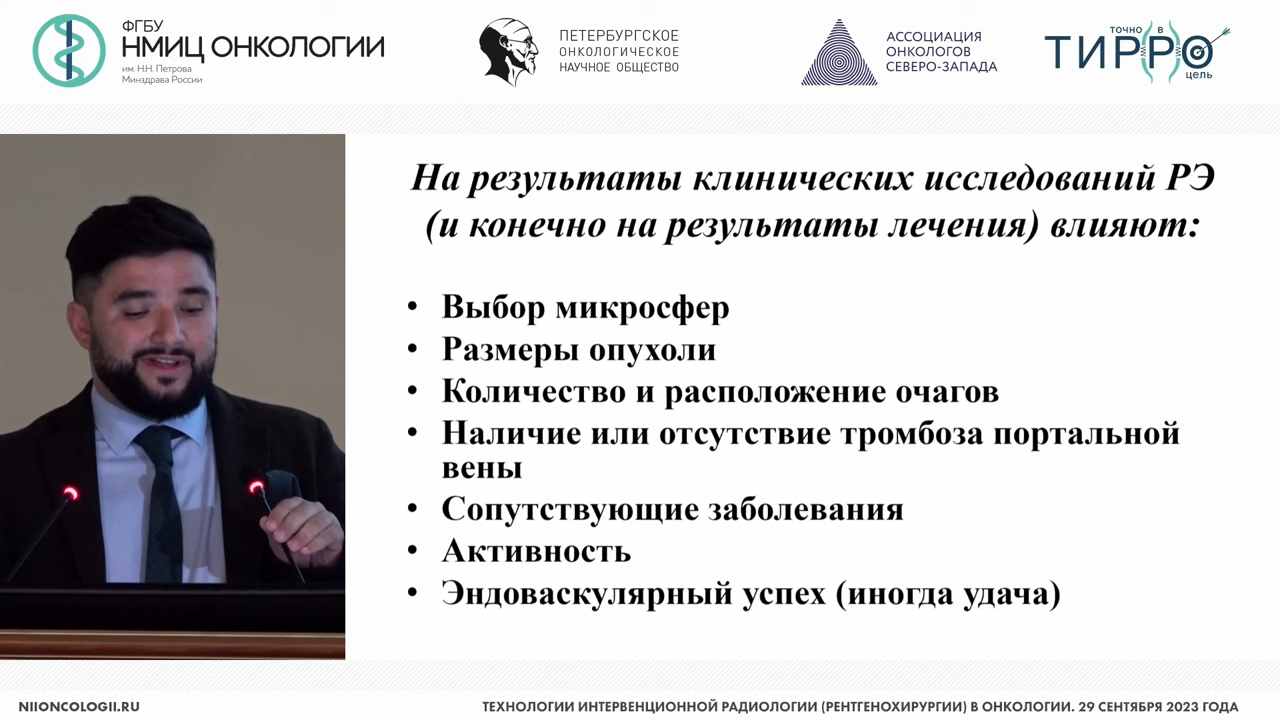 ФГБУ
НМИЦ ОНКОЛОГИИ
им. Н.Н. Петрова
Минздрава России
ПЕТЕРБУРГСКОЕ
ОНКОЛОГИЧЕСКОЕ
НАУЧНОЕ ОБЩЕСТВО
АССОЦИАЦИЯ
ОНКОЛОГОВ
СЕВЕРО-ЗАПАДА
ТОЧНО В
ТИРРО
цель
На результаты клинических исследований РЭ
(и конечно на результаты лечения) влияют:
• Выбор микросфер
• Размеры опухоли
• Количество и расположение очагов
• Наличие или отсутствие тромбоза портальной
вены
• Сопутствующие заболевания
• Активность
• Эндоваскулярный успех (иногда удача)
NIIONCOLOGII.RU
ТЕХНОЛОГИИ ИНТЕРВЕНЦИОННОЙ РАДИОЛОГИИ (РЕНТГЕНОХИРУРГИИ) В ОНКОЛОГИИ. 29 СЕНТЯБРЯ 2023 ГОДА